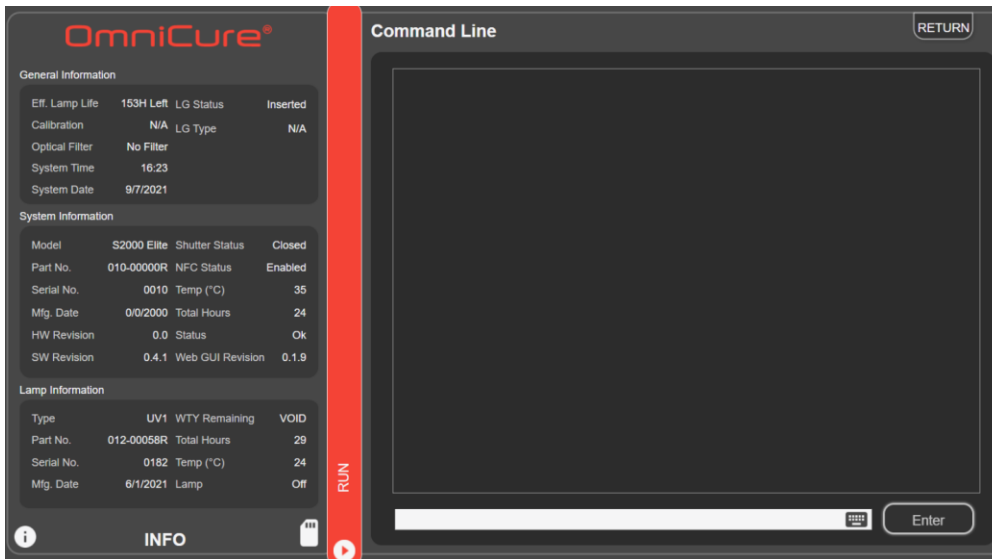 OmniCure®
General Information
Eff. Lamp Life 153H Left LG Status Inserted
Calibration N/A LG Type N/A
Optical Filter No Filter
System Time 16:23
System Date 9/7/2021
System Information
Model S2000 Elite Shutter Status Closed
Part No. 010-00000R NFC Status Enabled
Serial No. 0010 Temp (°C) 35
Mfg. Date 0/0/2000 Total Hours 24
HW Revision 0.0 Status Ok
SW Revision 0.4.1 Web GUI Revision 0.1.9
Lamp Information
Type UV1 WTY Remaining VOID
Part No. 012-00058R Total Hours 29
Serial No. 0182 Temp (°C) 24
Mfg. Date 6/1/2021 Lamp Off
i INFO
RUN
Command Line
RETURN
Enter